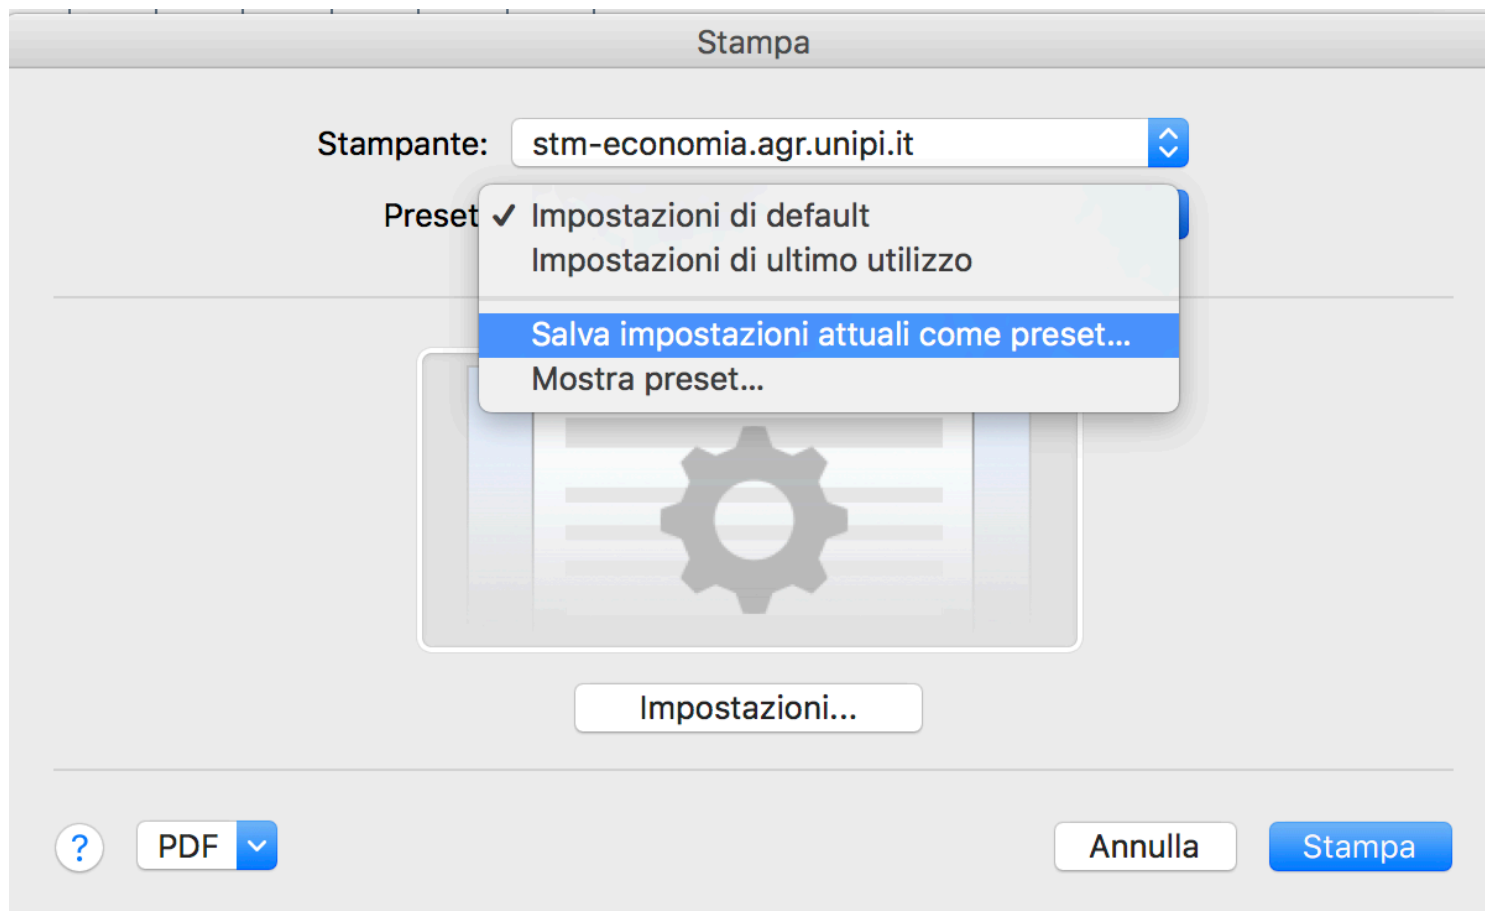 Stampa
Stampante: stm-economia.agr.unipi.it
Preset ✓ Impostazioni di default
Impostazioni di ultimo utilizzo
Salva impostazioni attuali come preset...
Mostra preset...
Impostazioni...
? PDF Annulla Stampa